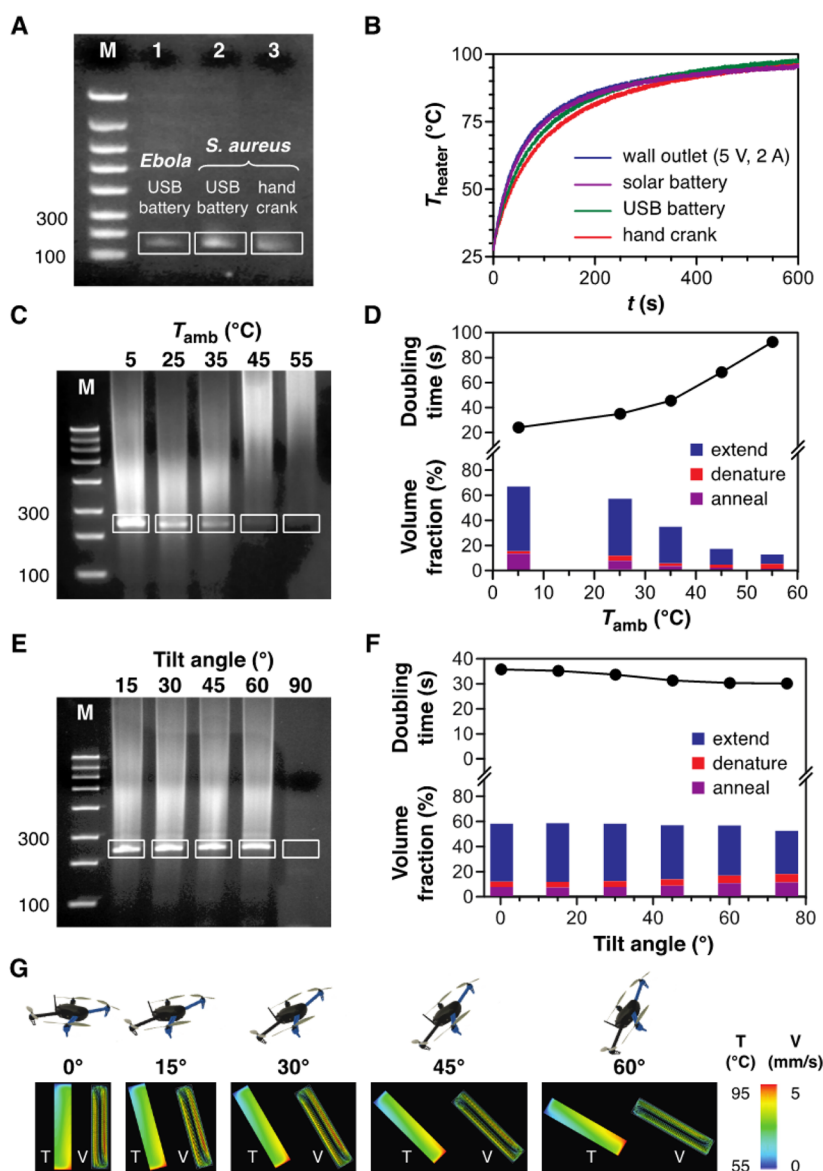 A
M 1 2 3
Ebola S. aureus
USB battery USB battery hand crank
300
100
B
100
75
50
25
T heater (°C)
wall outlet (5 V, 2 A)
solar battery
USB battery
hand crank
0 200 400 600
t (s)
C
T amb (°C)
5 25 35 45 55
M
300
100
D
100
80
60
40
20
Doubling time (s)
80
60
40
20
0
Volume fraction (%)
extend
denature
anneal
0 10 20 30 40 50 60
T amb (°C)
E
Tilt angle (°)
15 30 45 60 90
M
300
100
F
40
30
20
10
0
Doubling time (s)
80
60
40
20
0
Volume fraction (%)
extend
denature
anneal
0 20 40 60 80
Tilt angle (°)
G
0° 15° 30° 45° 60°
T V T V T V T V T V
T (°C) V (mm/s)
95 5
55 0